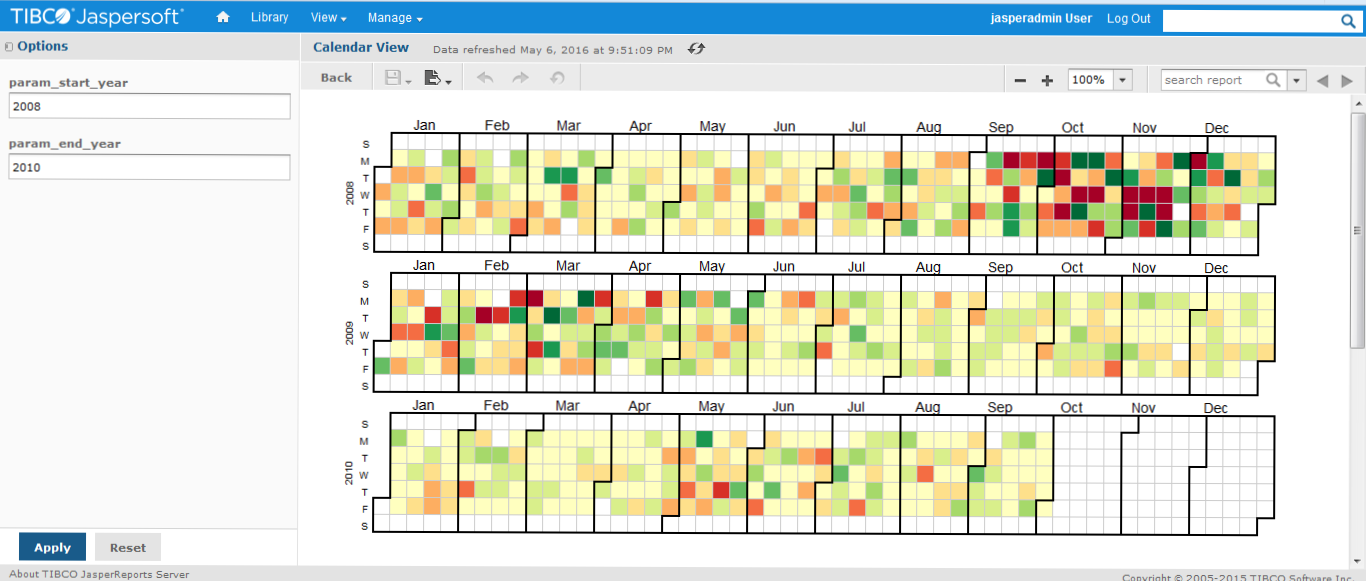 TIBCO Jaspersoft®
Library
View
Manage
jasperadmin User
Log Out
Options
Calendar View
Data refreshed May 6, 2016 at 9:51:09 PM
Back
100%
search report
param_start_year
2008
param_end_year
2010
Jan Feb Mar Apr May Jun Jul Aug Sep Oct Nov Dec
2008
S
M
T
W
T
F
S
Jan Feb Mar Apr May Jun Jul Aug Sep Oct Nov Dec
2009
S
M
T
W
T
F
S
Jan Feb Mar Apr May Jun Jul Aug Sep Oct Nov Dec
2010
S
M
T
W
T
F
S
Apply
Reset
About TIBCO JasperReports Server
Copyright © 2005-2015 TIBCO Software Inc.